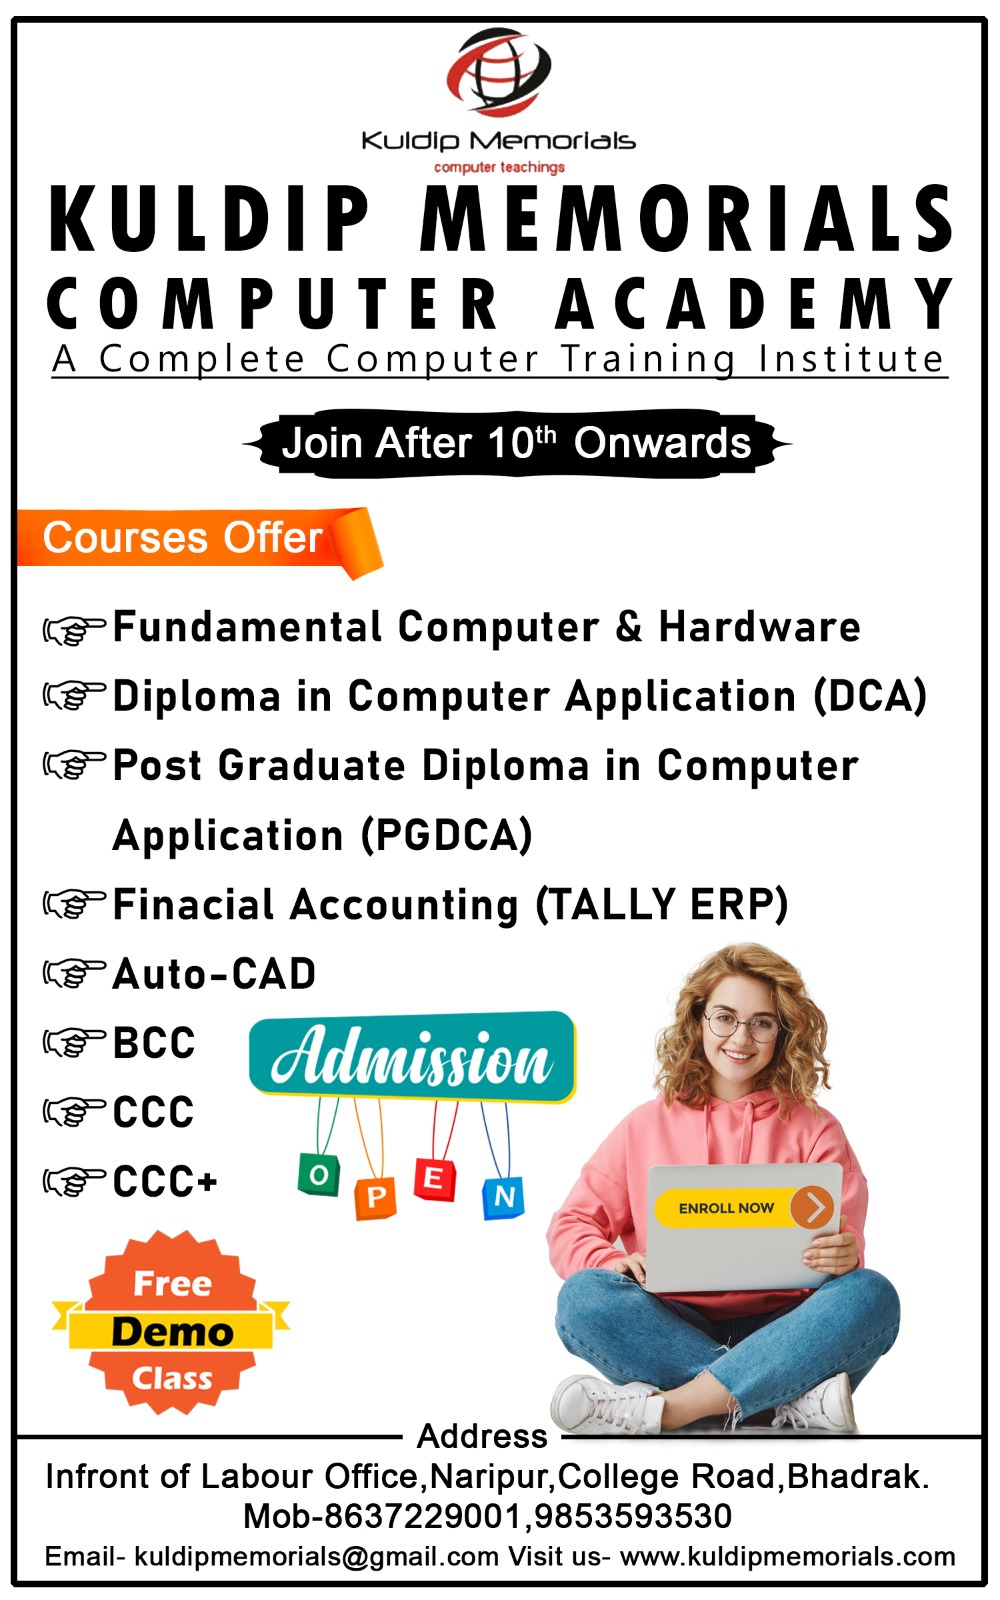 Kuldip Memorials
computer teachings
KULDIP MEMORIALS
COMPUTER ACADEMY
A Complete Computer Training Institute
Join After 10th Onwards
Courses Offer
Fundamental Computer & Hardware
Diploma in Computer Application (DCA)
Post Graduate Diploma in Computer
Application (PGDCA)
Finacial Accounting (TALLY ERP)
Auto-CAD
BCC
CCC
CCC+
Admission
OPEN
ENROLL NOW
Free
Demo
Class
Address
Infront of Labour Office,Naripur,College Road,Bhadrak.
Mob-8637229001,9853593530
Email- kuldipmemorials@gmail.com Visit us- www.kuldipmemorials.com